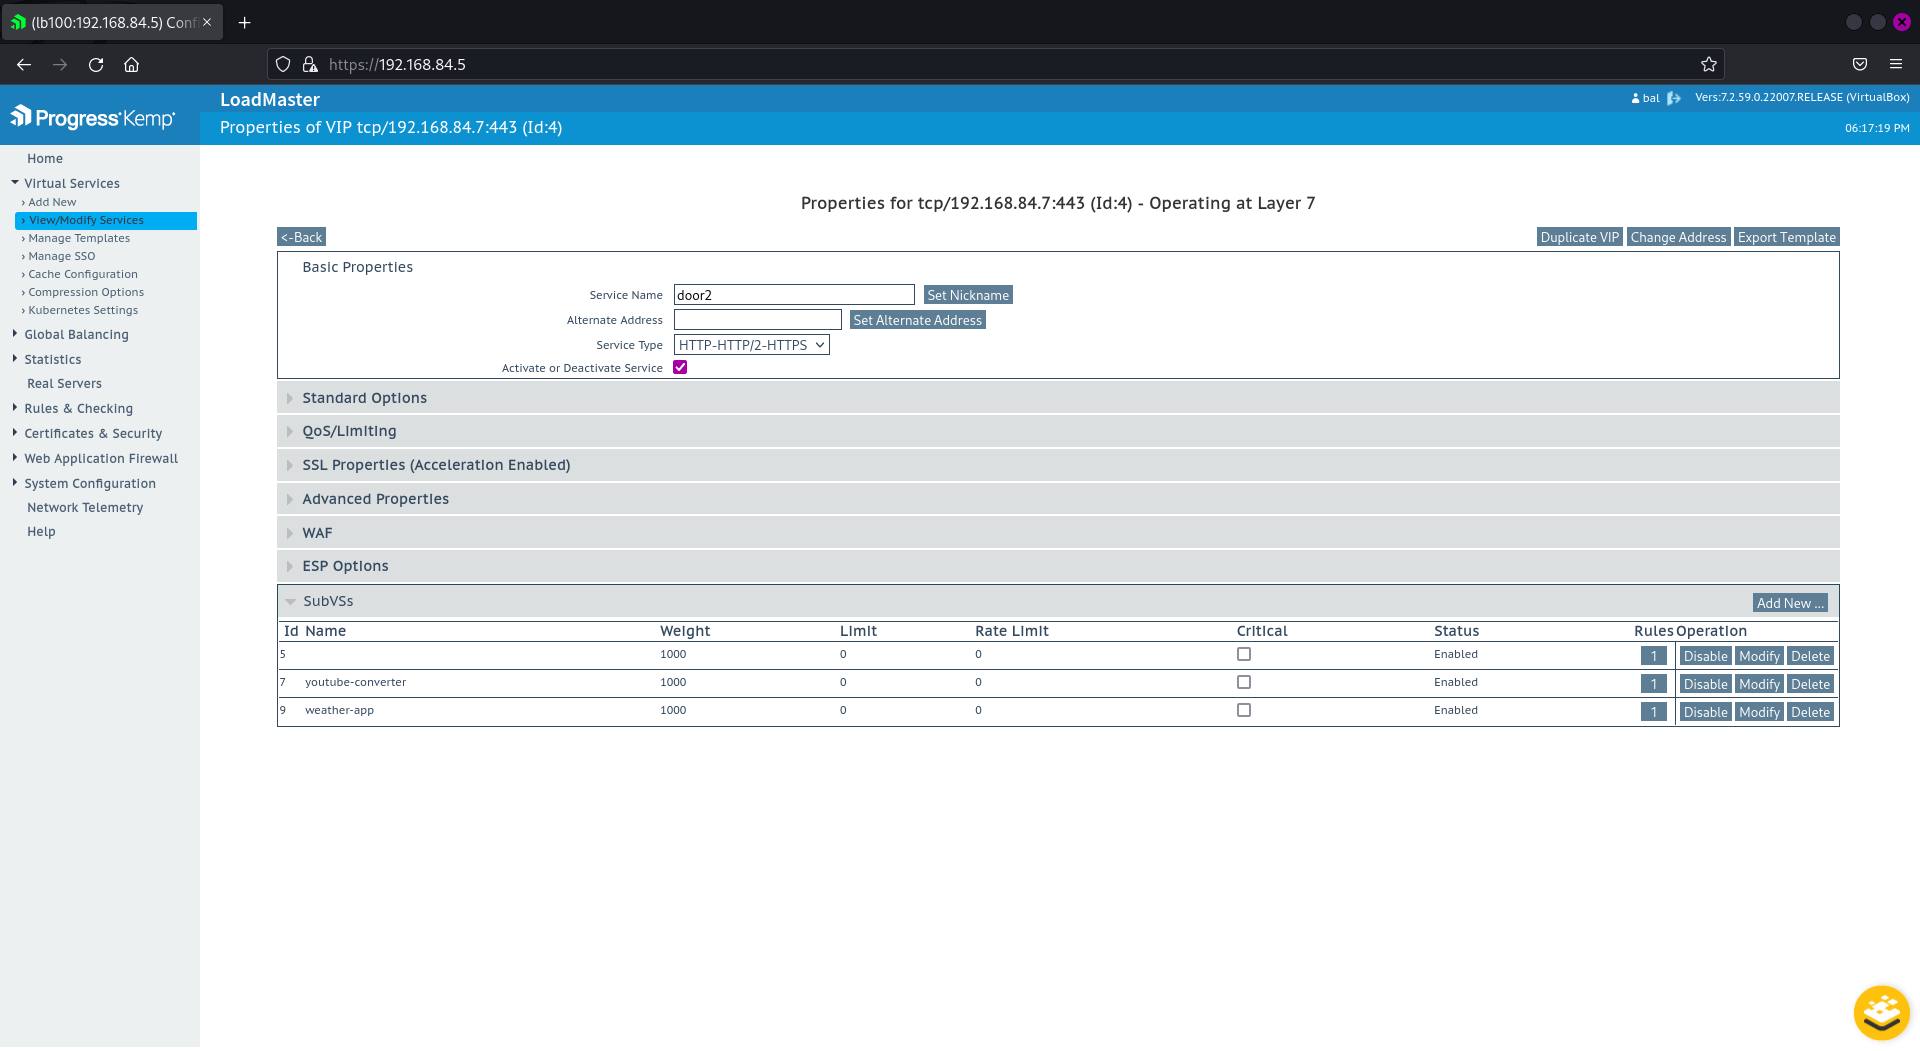 (lb100:192.168.84.5) Conf
https://192.168.84.5
Progress Kemp
LoadMaster
bal
Vers:7.2.59.0.22007.RELEASE (VirtualBox)
Properties of VIP tcp/192.168.84.7:443 (Id:4)
06:17:19 PM
Home
Virtual Services
› Add New
› View/Modify Services
› Manage Templates
› Manage SSO
› Cache Configuration
› Compression Options
› Kubernetes Settings
Global Balancing
Statistics
Real Servers
Rules & Checking
Certificates & Security
Web Application Firewall
System Configuration
Network Telemetry
Help
Properties for tcp/192.168.84.7:443 (Id:4) - Operating at Layer 7
<-Back
Duplicate VIP Change Address Export Template
Basic Properties
Service Name door2 Set Nickname
Alternate Address Set Alternate Address
Service Type HTTP-HTTP/2-HTTPS
Activate or Deactivate Service
Standard Options
QoS/Limiting
SSL Properties (Acceleration Enabled)
Advanced Properties
WAF
ESP Options
SubVSs Add New ...
Id Name Weight Limit Rate Limit Critical Status Rules Operation
5 1000 0 0 Enabled 1 Disable Modify Delete
7 youtube-converter 1000 0 0 Enabled 1 Disable Modify Delete
9 weather-app 1000 0 0 Enabled 1 Disable Modify Delete